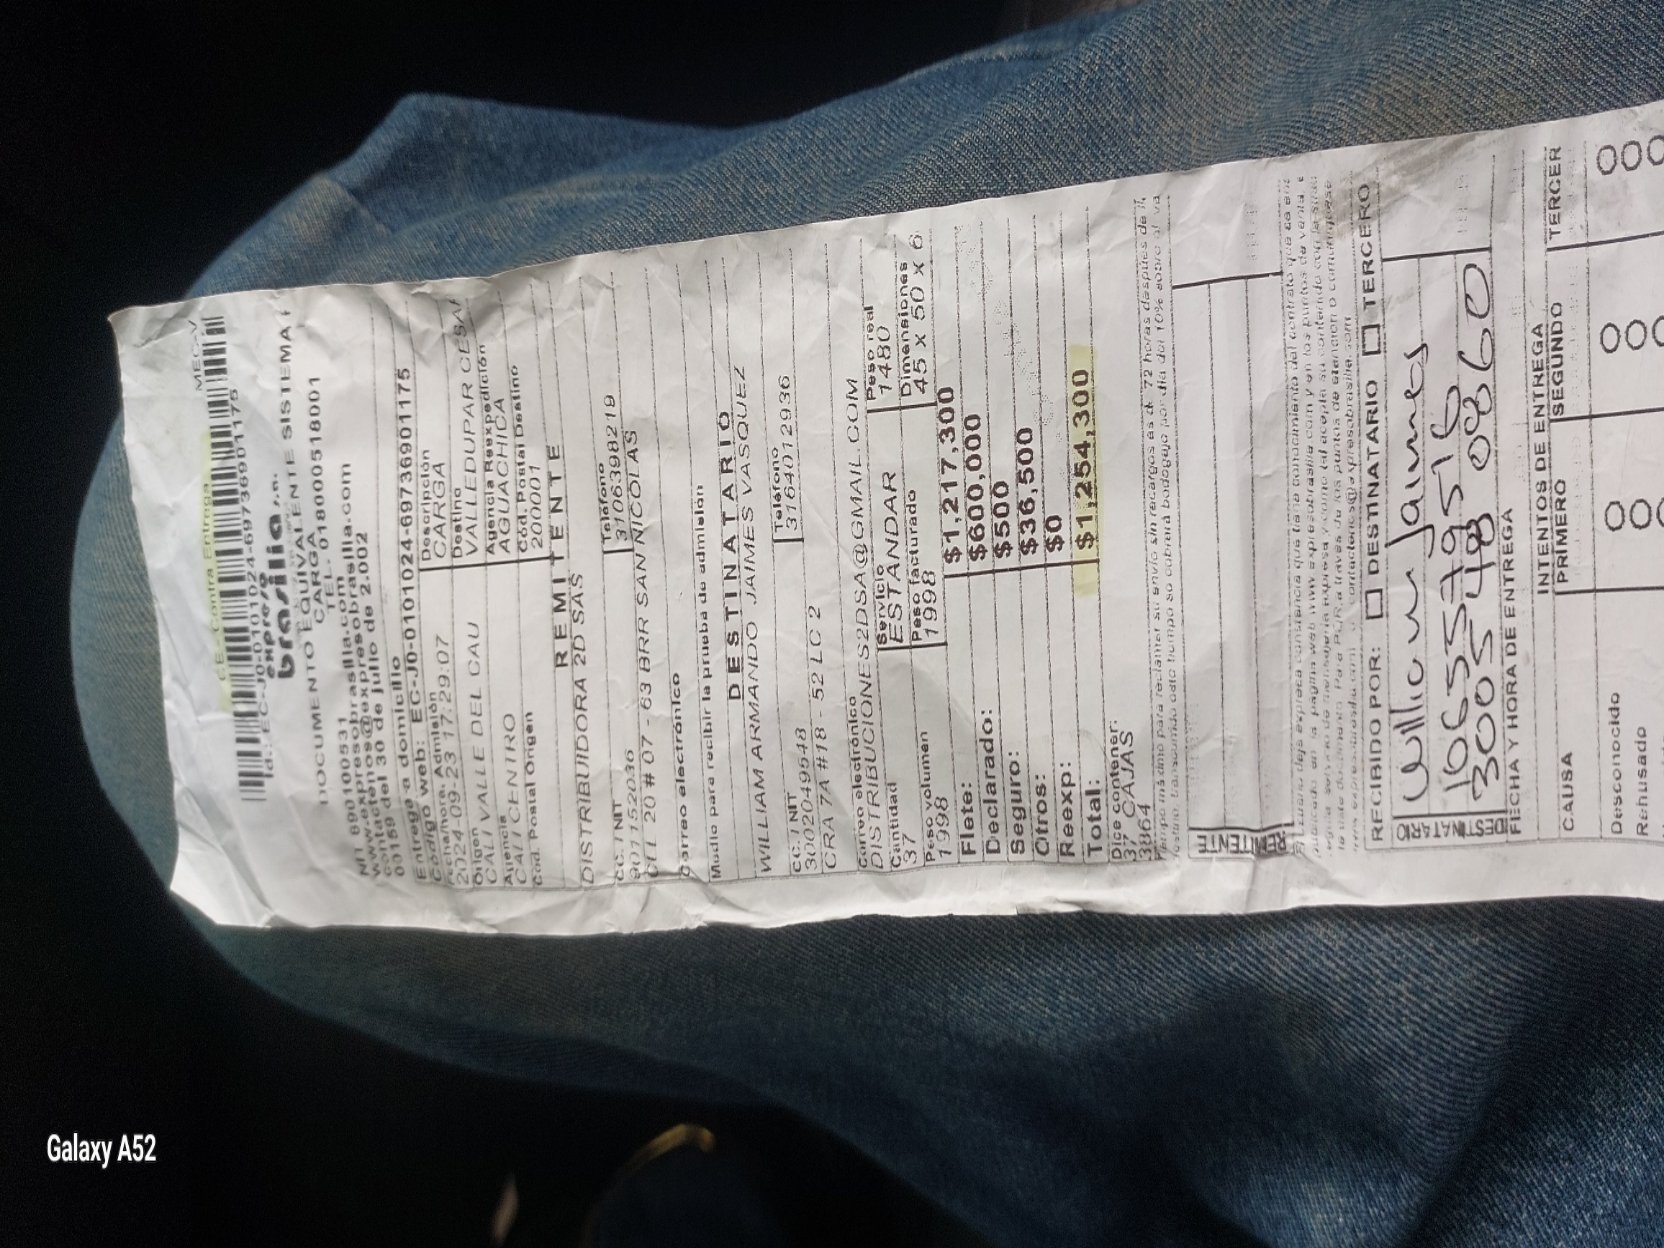 CE-Contra Entrega
MEC-V
EC-J0-0101024-69736901175
expreso
brasilia s.a.
DOCUMENTO EQUIVALENTE SISTEMA
CARGA
TEL. 018000518001
NIT 890100531
www.expresobrasilia.com
contactenos@expresobrasilia.com
00159 del 30 de julio de 2.002
Entrega a domicilio
Código web: EC-J0-0101024-69736901175
Fecha/hora. Admisión
Descripción
2024-09-23 17:29:07
CARGA
Origen
Destino
CALI VALLE DEL CAU
VALLEDUPAR CESAR
Agencia
Agencia Reexpedición
CALI CENTRO
AGUACHICA
Cód. Postal Origen
Cód. Postal Destino
200001
REMITENTE
DISTRIBUIDORA 2D SAS
CC. / NIT
Teléfono
901152036
3106398219
CLL 20 # 07 - 63 BRR SAN NICOLAS
Correo electrónico
Medio para recibir la prueba de admisión
DESTINATARIO
WILLIAM ARMANDO JAIMES VASQUEZ
CC. / NIT
Teléfono
3002049548
3164012936
CRA 7A #18 - 52 LC 2
Correo electrónico
DISTRIBUCIONES2DSA@GMAIL.COM
Cantidad
Servicio
Peso real
37
ESTANDAR
1480
Peso volumen
Peso facturado
Dimensiones
1998
1998
45 x 50 x 6
Flete: $1,217,300
Declarado: $600,000
Seguro: $500
Otros: $36,500
Reexp: $0
Total: $1,254,300
Dice contener:
37 CAJAS
3864
REMITENTE
RECIBIDO POR: DESTINATARIO TERCERO
DESTINATARIO
William Jaimes
1065579516
3005480860
FECHA Y HORA DE ENTREGA
INTENTOS DE ENTREGA
CAUSA PRIMERO SEGUNDO TERCER
Desconocido
Rehusado
Galaxy A52